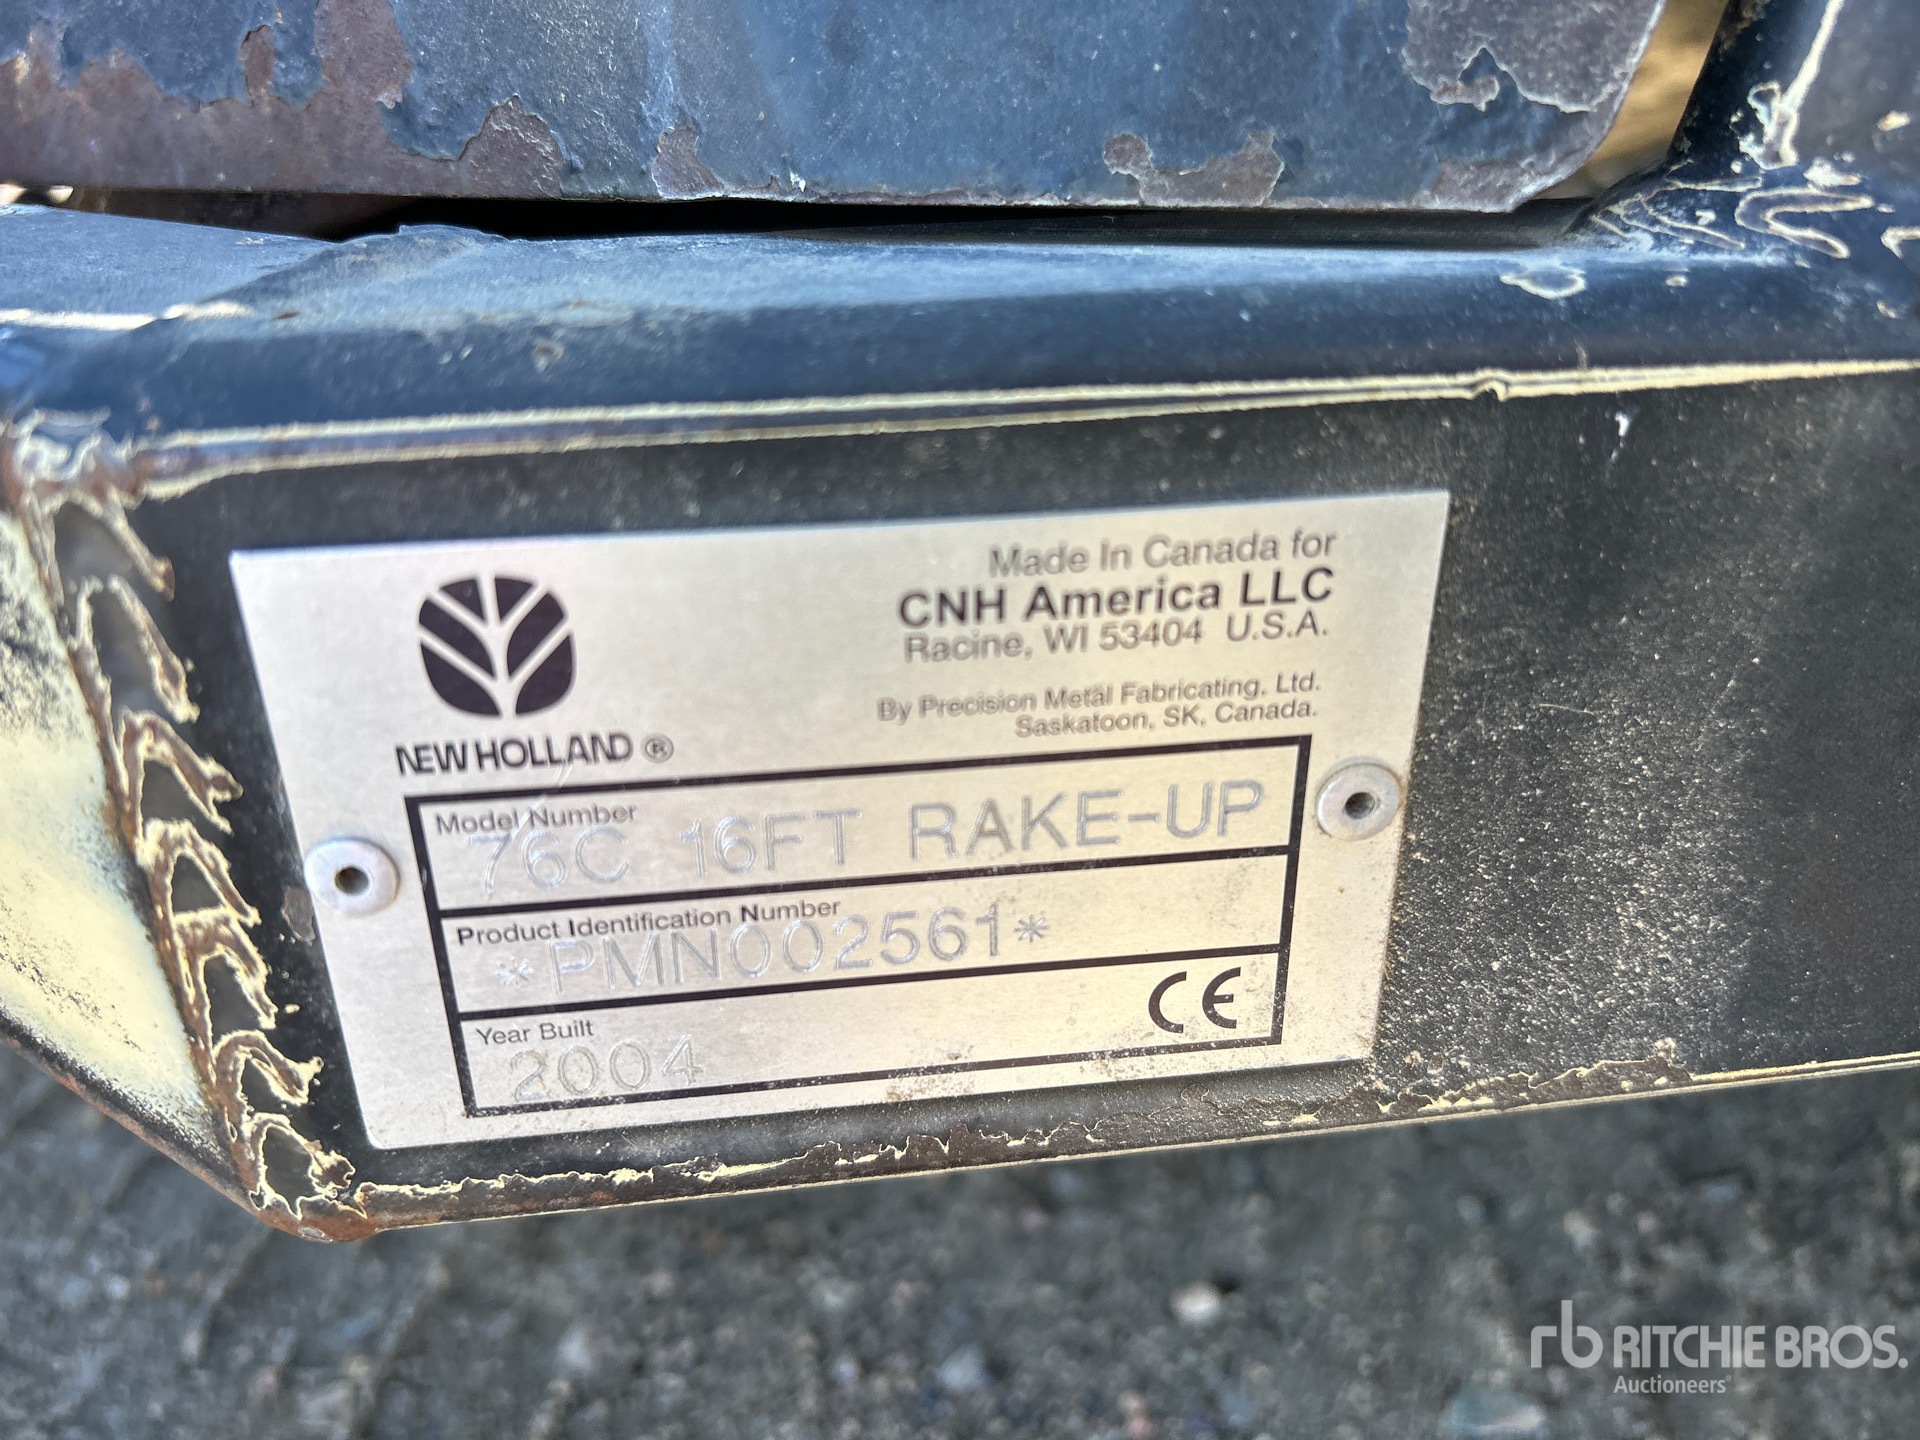 Made In Canada for
CNH America LLC
Racine, WI 53404 U.S.A.
By Precision Metal Fabricating, Ltd.
Saskatoon, SK, Canada.
NEW HOLLAND ®
Model Number
76C 16FT RAKE-UP
Product Identification Number
*PMN002561*
CE
Year Built
2004
rb RITCHIE BROS.
Auctioneers